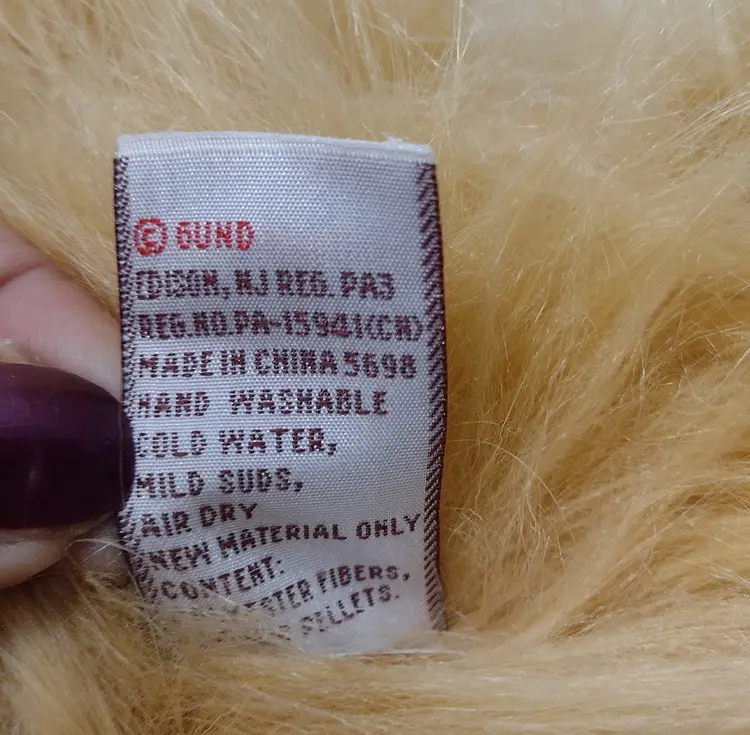 © GUND
EDISON, NJ REG. PA3
REG.NO.PA-15941(CN)
MADE IN CHINA 5698
HAND WASHABLE
COLD WATER,
MILD SUDS,
AIR DRY
NEW MATERIAL ONLY
CONTENT:
FIBERS,